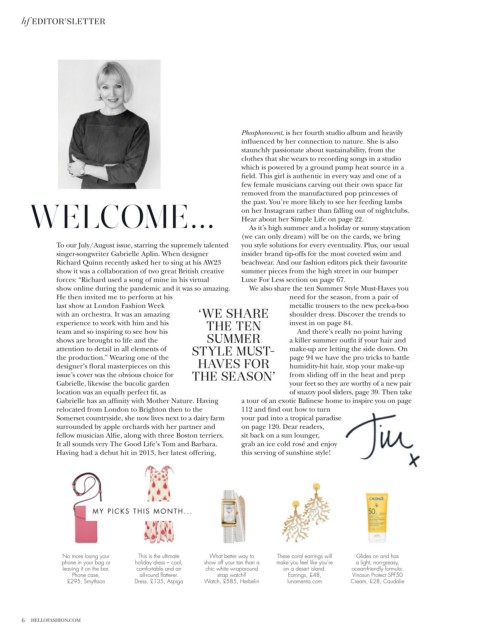 hf EDITOR'S LETTER
WELCOME...
To our July/August issue, starring the supremely talented
singer-songwriter Gabrielle Aplin. When designer
Richard Quinn recently asked her to sing at his AW23
show it was a collaboration of two great British creative
forces: “Richard used a song of mine in his virtual
show online during the pandemic and it was so amazing.
He then invited me to perform at his
last show at London Fashion Week
with an orchestra. It was an amazing
experience to work with him and his
team and so inspiring to see how his
shows are brought to life and the
attention to detail in all elements of
the production.” Wearing one of the
designer's floral masterpieces on this
issue's cover was the obvious choice for
Gabrielle, likewise the bucolic garden
location was an equally perfect fit, as
Gabrielle has an affinity with Mother Nature. Having
relocated from London to Brighton then to the
Somerset countryside, she now lives next to a dairy farm
surrounded by apple orchards with her partner and
fellow musician Alfie, along with three Boston terriers.
It all sounds very The Good Life's Tom and Barbara.
Having had a debut hit in 2013, her latest offering,
‘WE SHARE
THE TEN
SUMMER
STYLE MUST-
HAVES FOR
THE SEASON’
Phosphorescent, is her fourth studio album and heavily
influenced by her connection to nature. She is also
staunchly passionate about sustainability, from the
clothes that she wears to recording songs in a studio
which is powered by a ground pump heat source in a
field. This girl is authentic in every way and one of a
few female musicians carving out their own space far
removed from the manufactured pop princesses of
the past. You're more likely to see her feeding lambs
on her Instagram rather than falling out of nightclubs.
Hear about her Simple Life on page 22.
As it's high summer and a holiday or sunny staycation
(we can only dream) will be on the cards, we bring
you style solutions for every eventuality. Plus, our usual
insider brand tip-offs for the most coveted swim and
beachwear. And our fashion editors pick their favourite
summer pieces from the high street in our bumper
Luxe For Less section on page 67.
We also share the ten Summer Style Must-Haves you
need for the season, from a pair of
metallic trousers to the new peek-a-boo
shoulder dress. Discover the trends to
invest in on page 84.
And there's really no point having
a killer summer outfit if your hair and
make-up are letting the side down. On
page 94 we have the pro tricks to battle
humidity-hit hair, stop your make-up
from sliding off in the heat and prep
your feet so they are worthy of a new pair
of snazzy pool sliders, page 39. Then take
a tour of an exotic Balinese home to inspire you on page
112 and find out how to turn
your pad into a tropical paradise
on page 120. Dear readers,
sit back on a sun lounger,
grab an ice cold rosé and enjoy
this serving of sunshine style!
Jill
x
MY PICKS THIS MONTH...
No more losing your
phone in your bag or
leaving it on the bar.
Phone case,
£295, Smythson
This is the ultimate
holiday dress – cool,
comfortable and an
all-round flatterer.
Dress, £135, Aspiga
What better way to
show off your tan than a
chic white wraparound
strap watch?
Watch, £585, Herbelin
These coral earrings will
make you feel like you're
on a desert island.
Earrings, £48,
lunanienta.com
CAUDALIE
50
Glides on and has
a light, non-greasy,
ocean-friendly formula.
Vinosun Protect SPF50
Cream, £28, Caudalie
6 HELLOFASHION.COM